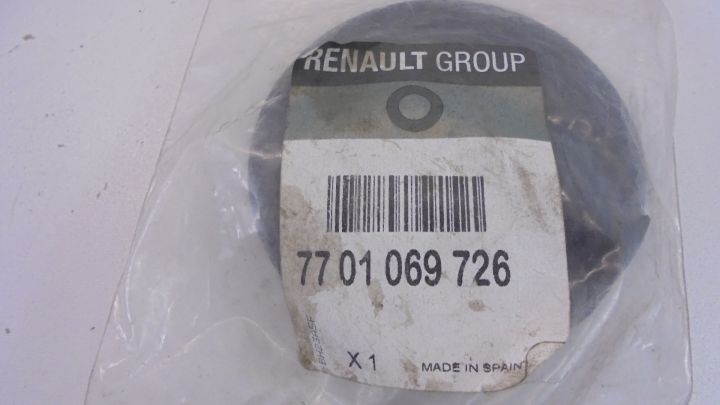 RENAULT GROUP
77 01 069 726
X 1
MADE IN SPAIN